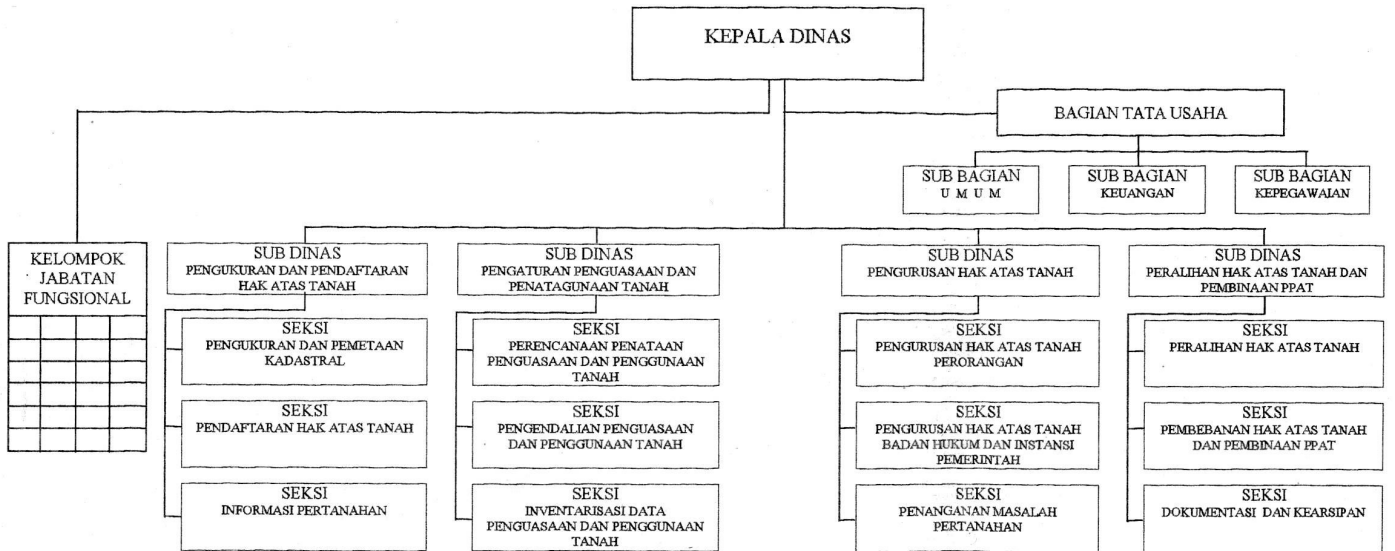 KEPALA DINAS
BAGIAN TATA USAHA
SUB BAGIAN
U M U M
SUB BAGIAN
KEUANGAN
SUB BAGIAN
KEPEGAWAIAN
KELOMPOK
JABATAN
FUNGSIONAL
SUB DINAS
PENGUKURAN DAN PENDAFTARAN
HAK ATAS TANAH
SEKSI
PENGUKURAN DAN PEMETAAN
KADASTRAL
SEKSI
PENDAFTARAN HAK ATAS TANAH
SEKSI
INFORMASI PERTANAHAN
SUB DINAS
PENGATURAN PENGUASAAN DAN
PENATAGUNAAN TANAH
SEKSI
PERENCANAAN PENATAAN
PENGUASAAN DAN PENGGUNAAN
TANAH
SEKSI
PENGENDALIAN PENGUASAAN
DAN PENGGUNAAN TANAH
SEKSI
INVENTARISASI DATA
PENGUASAAN DAN PENGGUNAAN
TANAH
SUB DINAS
PENGURUSAN HAK ATAS TANAH
SEKSI
PENGURUSAN HAK ATAS TANAH
PERORANGAN
SEKSI
PENGURUSAN HAK ATAS TANAH
BADAN HUKUM DAN INSTANSI
PEMERINTAH
SEKSI
PENANGANAN MASALAH
PERTANAHAN
SUB DINAS
PERALIHAN HAK ATAS TANAH DAN
PEMBINAAN PPAT
SEKSI
PERALIHAN HAK ATAS TANAH
SEKSI
PEMBEBANAN HAK ATAS TANAH
DAN PEMBINAAN PPAT
SEKSI
DOKUMENTASI DAN KEARSIPAN